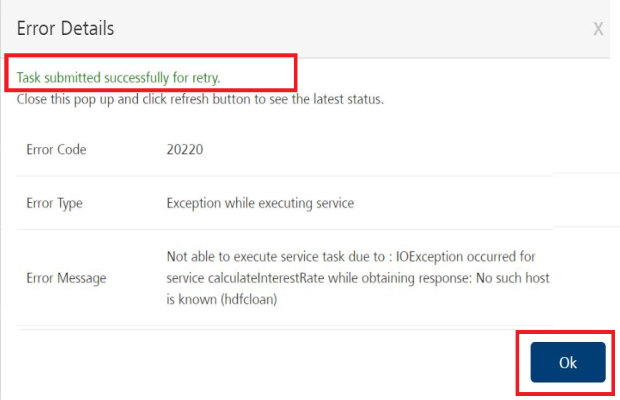 Error Details
X
Task submitted successfully for retry.
Close this pop up and click refresh button to see the latest status.
Error Code 20220
Error Type Exception while executing service
Not able to execute service task due to : IOException occurred for
Error Message service calculateInterestRate while obtaining response: No such host
is known (hdfcloan)
Ok